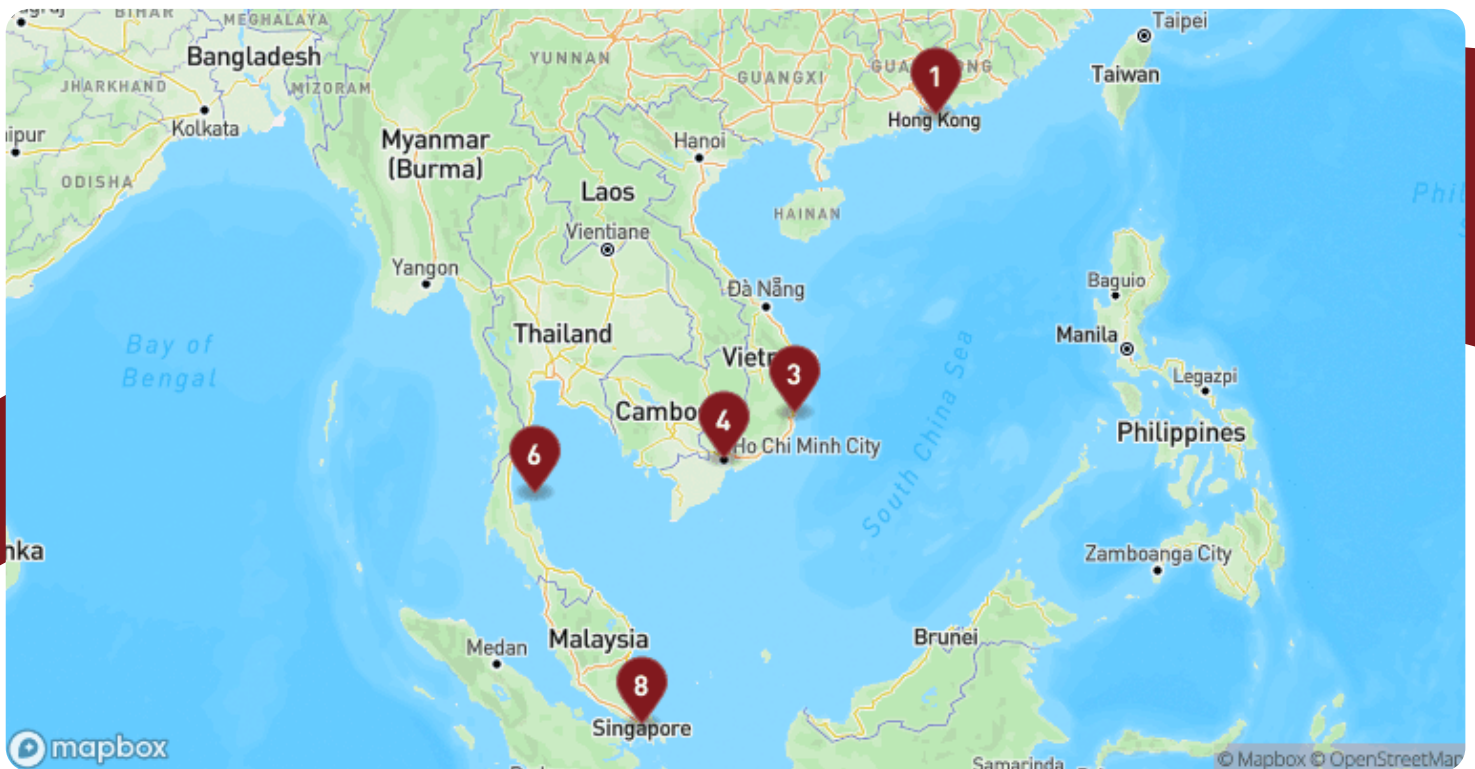 BIHAR
MEGHALAYA
Taipei
Bangladesh
YUNNAN
GUANGXI
1
Taiwan
JHARKHAND
MIZORAM
Kolkata
Hong Kong
Myanmar
(Burma)
Hanoi
ODISHA
Laos
HAINAN
Vientiane
Yangon
Đà Nẵng
Baguio
Bay of
Bengal
Thailand
Manila
3
South China Sea
Legazpi
4
Philippines
6
Ho Chi Minh City
Zamboanga City
Malaysia
Brunei
Medan
8
Singapore
mapbox
© Mapbox © OpenStreetMap